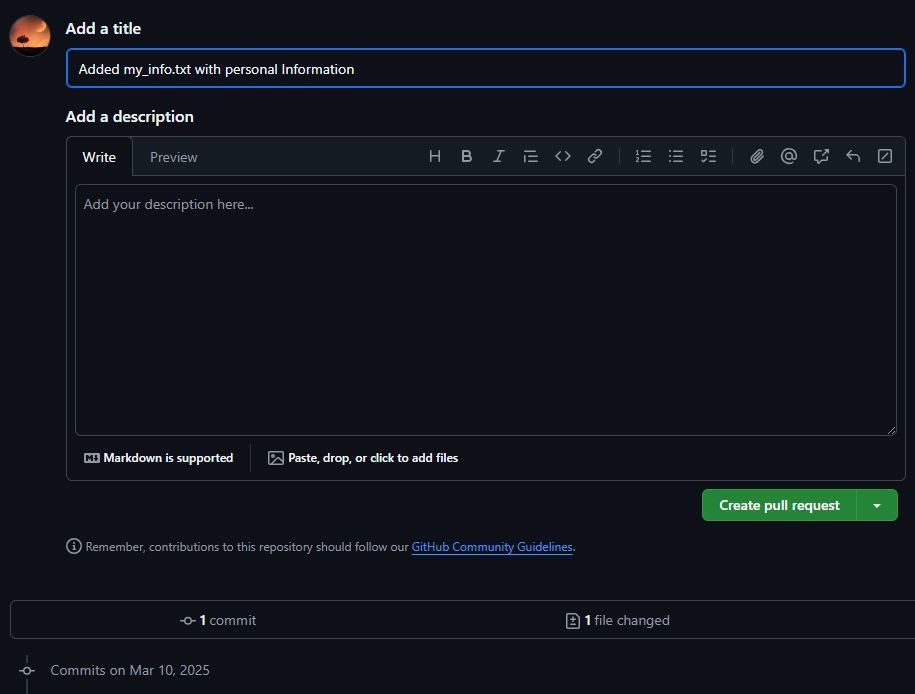 Add a title
Added my_info.txt with personal Information
Add a description
Write Preview
Add your description here...
Markdown is supported Paste, drop, or click to add files
Create pull request
Remember, contributions to this repository should follow our GitHub Community Guidelines.
1 commit 1 file changed
Commits on Mar 10, 2025